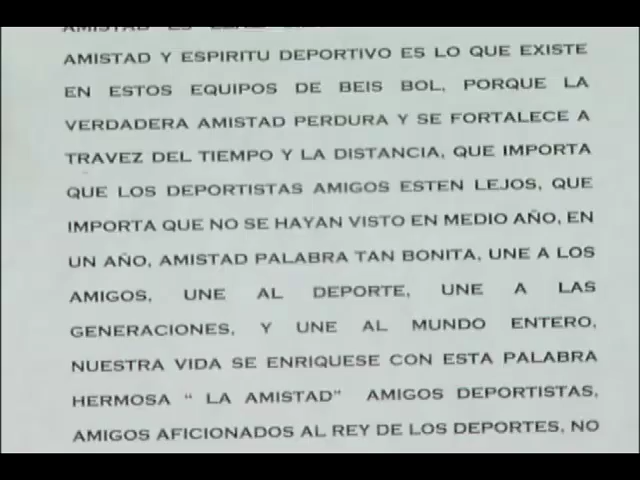 AMISTAD
AMISTAD Y ESPIRITU DEPORTIVO ES LO QUE EXISTE
EN ESTOS EQUIPOS DE BEIS BOL, PORQUE LA
VERDADERA AMISTAD PERDURA Y SE FORTALECE A
TRAVEZ DEL TIEMPO Y LA DISTANCIA, QUE IMPORTA
QUE LOS DEPORTISTAS AMIGOS ESTEN LEJOS, QUE
IMPORTA QUE NO SE HAYAN VISTO EN MEDIO AÑO, EN
UN AÑO, AMISTAD PALABRA TAN BONITA, UNE A LOS
AMIGOS, UNE AL DEPORTE, UNE A LAS
GENERACIONES, Y UNE AL MUNDO ENTERO,
NUESTRA VIDA SE ENRIQUESE CON ESTA PALABRA
HERMOSA “ LA AMISTAD” AMIGOS DEPORTISTAS,
AMIGOS AFICIONADOS AL REY DE LOS DEPORTES, NO